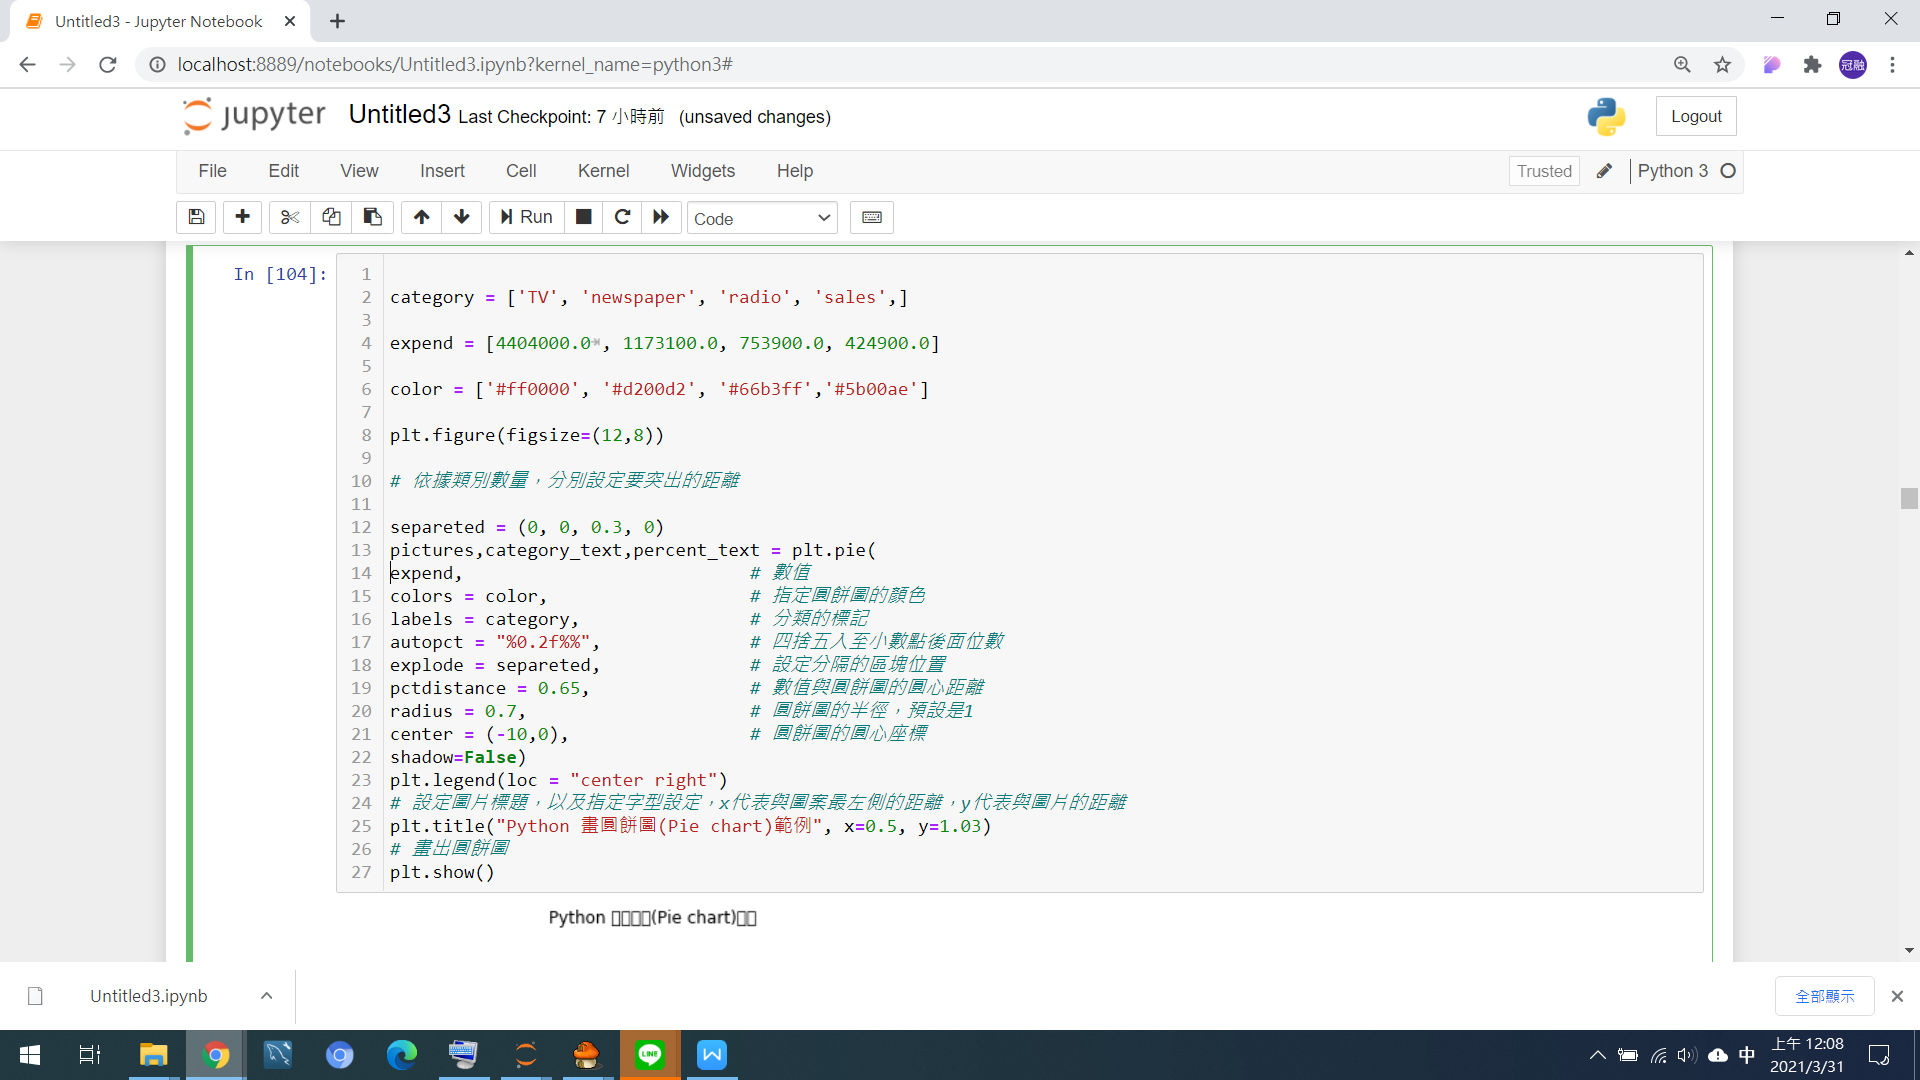 Untitled3 - Jupyter Notebook
localhost:8889/notebooks/Untitled3.ipynb?kernel_name=python3#
冠融
jupyter Untitled3 Last Checkpoint: 7 小時前 (unsaved changes)
Logout
File Edit View Insert Cell Kernel Widgets Help
Trusted Python 3
Run Code
In [104]:
1
2 category = ['TV', 'newspaper', 'radio', 'sales',]
3
4 expend = [4404000.0 , 1173100.0, 753900.0, 424900.0]
5
6 color = ['#ff0000', '#d200d2', '#66b3ff','#5b00ae']
7
8 plt.figure(figsize=(12,8))
9
10 # 依據類別數量，分別設定要突出的距離
11
12 separeted = (0, 0, 0.3, 0)
13 pictures,category_text,percent_text = plt.pie(
14 expend, # 數值
15 colors = color, # 指定圓餅圖的顏色
16 labels = category, # 分類的標記
17 autopct = "%0.2f%%", # 四捨五入至小數點後面位數
18 explode = separeted, # 設定分隔的區塊位置
19 pctdistance = 0.65, # 數值與圓餅圖的圓心距離
20 radius = 0.7, # 圓餅圖的半徑，預設是1
21 center = (-10,0), # 圓餅圖的圓心座標
22 shadow=False)
23 plt.legend(loc = "center right")
24 # 設定圖片標題，以及指定字型設定，x代表與圖案最左側的距離，y代表與圖片的距離
25 plt.title("Python 畫圓餅圖(Pie chart)範例", x=0.5, y=1.03)
26 # 畫出圓餅圖
27 plt.show()
Python □□□□(Pie chart)□□
Untitled3.ipynb
全部顯示
LINE
中
上午 12:08
2021/3/31